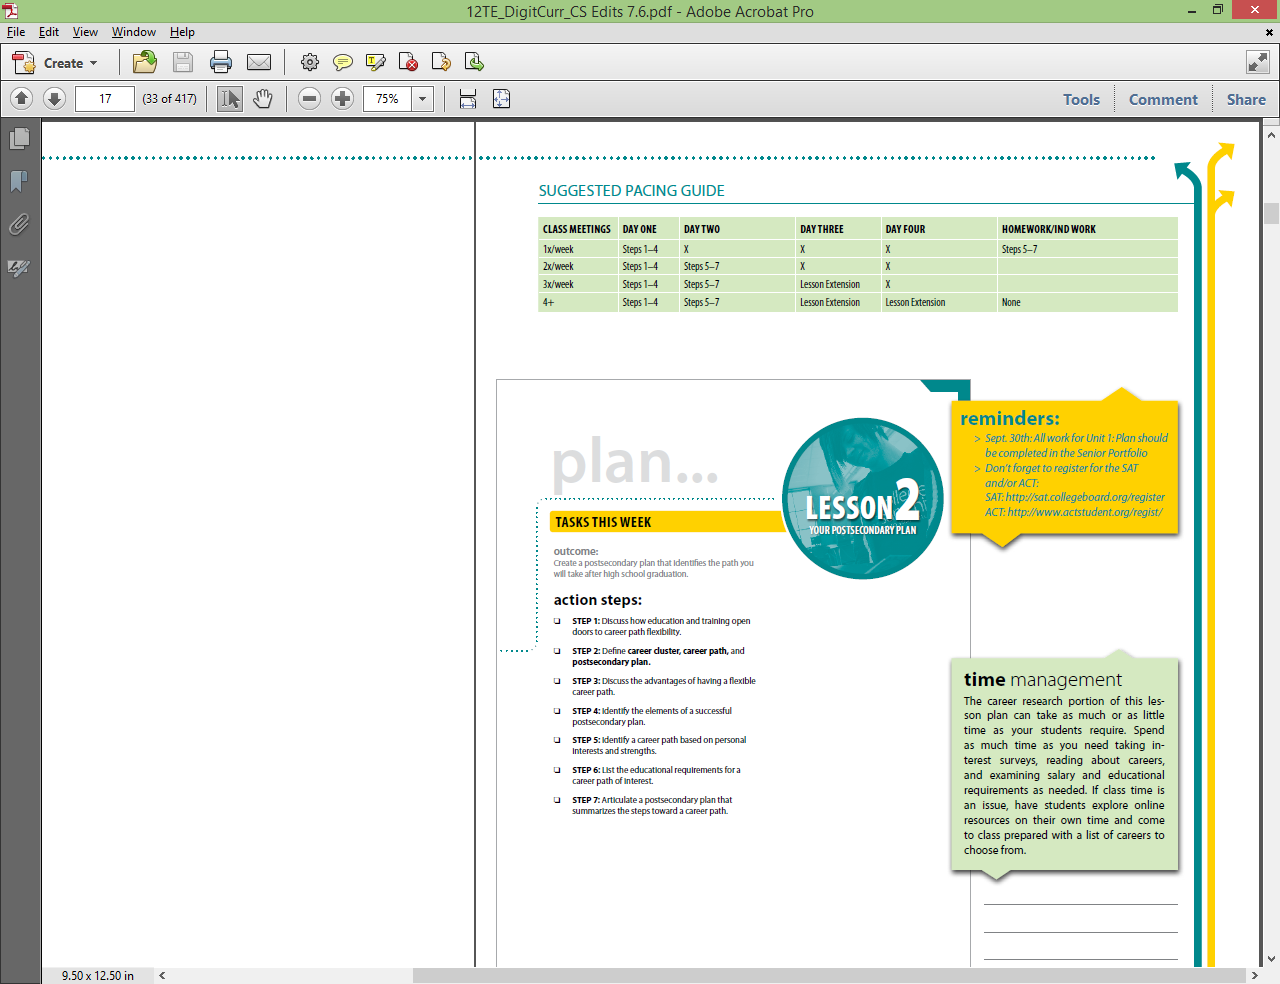 12TE_DigitCurr_CS Edits 7.6.pdf - Adobe Acrobat Pro
File Edit View Window Help
Create
17 (33 of 417) 75% Tools Comment Share
SUGGESTED PACING GUIDE
CLASS MEETINGS DAY ONE DAY TWO DAY THREE DAY FOUR HOMEWORK/IND WORK
1x/week Steps 1–4 X X X Steps 5–7
2x/week Steps 1–4 Steps 5–7 X X
3x/week Steps 1–4 Steps 5–7 Lesson Extension X
4+ Steps 1–4 Steps 5–7 Lesson Extension Lesson Extension None
plan...
LESSON 2
YOUR POSTSECONDARY PLAN
TASKS THIS WEEK
outcome:
Create a postsecondary plan that identifies the path you
will take after high school graduation.
action steps:
❏ STEP 1: Discuss how education and training open
doors to career path flexibility.
❏ STEP 2: Define career cluster, career path, and
postsecondary plan.
❏ STEP 3: Discuss the advantages of having a flexible
career path.
❏ STEP 4: Identify the elements of a successful
postsecondary plan.
❏ STEP 5: Identify a career path based on personal
interests and strengths.
❏ STEP 6: List the educational requirements for a
career path of interest.
❏ STEP 7: Articulate a postsecondary plan that
summarizes the steps toward a career path.
reminders:
> Sept. 30th: All work for Unit 1: Plan should
be completed in the Senior Portfolio
> Don't forget to register for the SAT
and/or ACT:
SAT: http://sat.collegeboard.org/register
ACT: http://www.actstudent.org/regist/
time management
The career research portion of this les-
son plan can take as much or as little
time as your students require. Spend
as much time as you need taking in-
terest surveys, reading about careers,
and examining salary and educational
requirements as needed. If class time is
an issue, have students explore online
resources on their own time and come
to class prepared with a list of careers to
choose from.
9.50 x 12.50 in